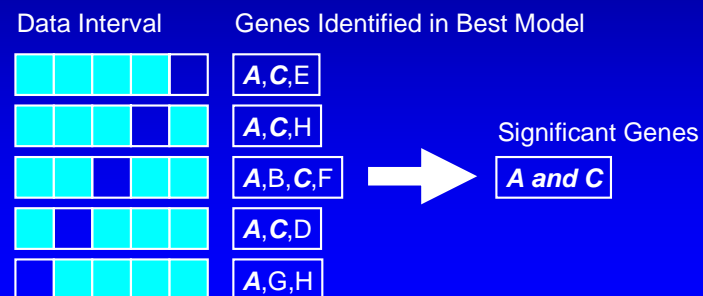 Data Interval
Genes Identified in Best Model
A,C,E
A,C,H
A,B,C,F
A,C,D
A,G,H
Significant Genes
A and C